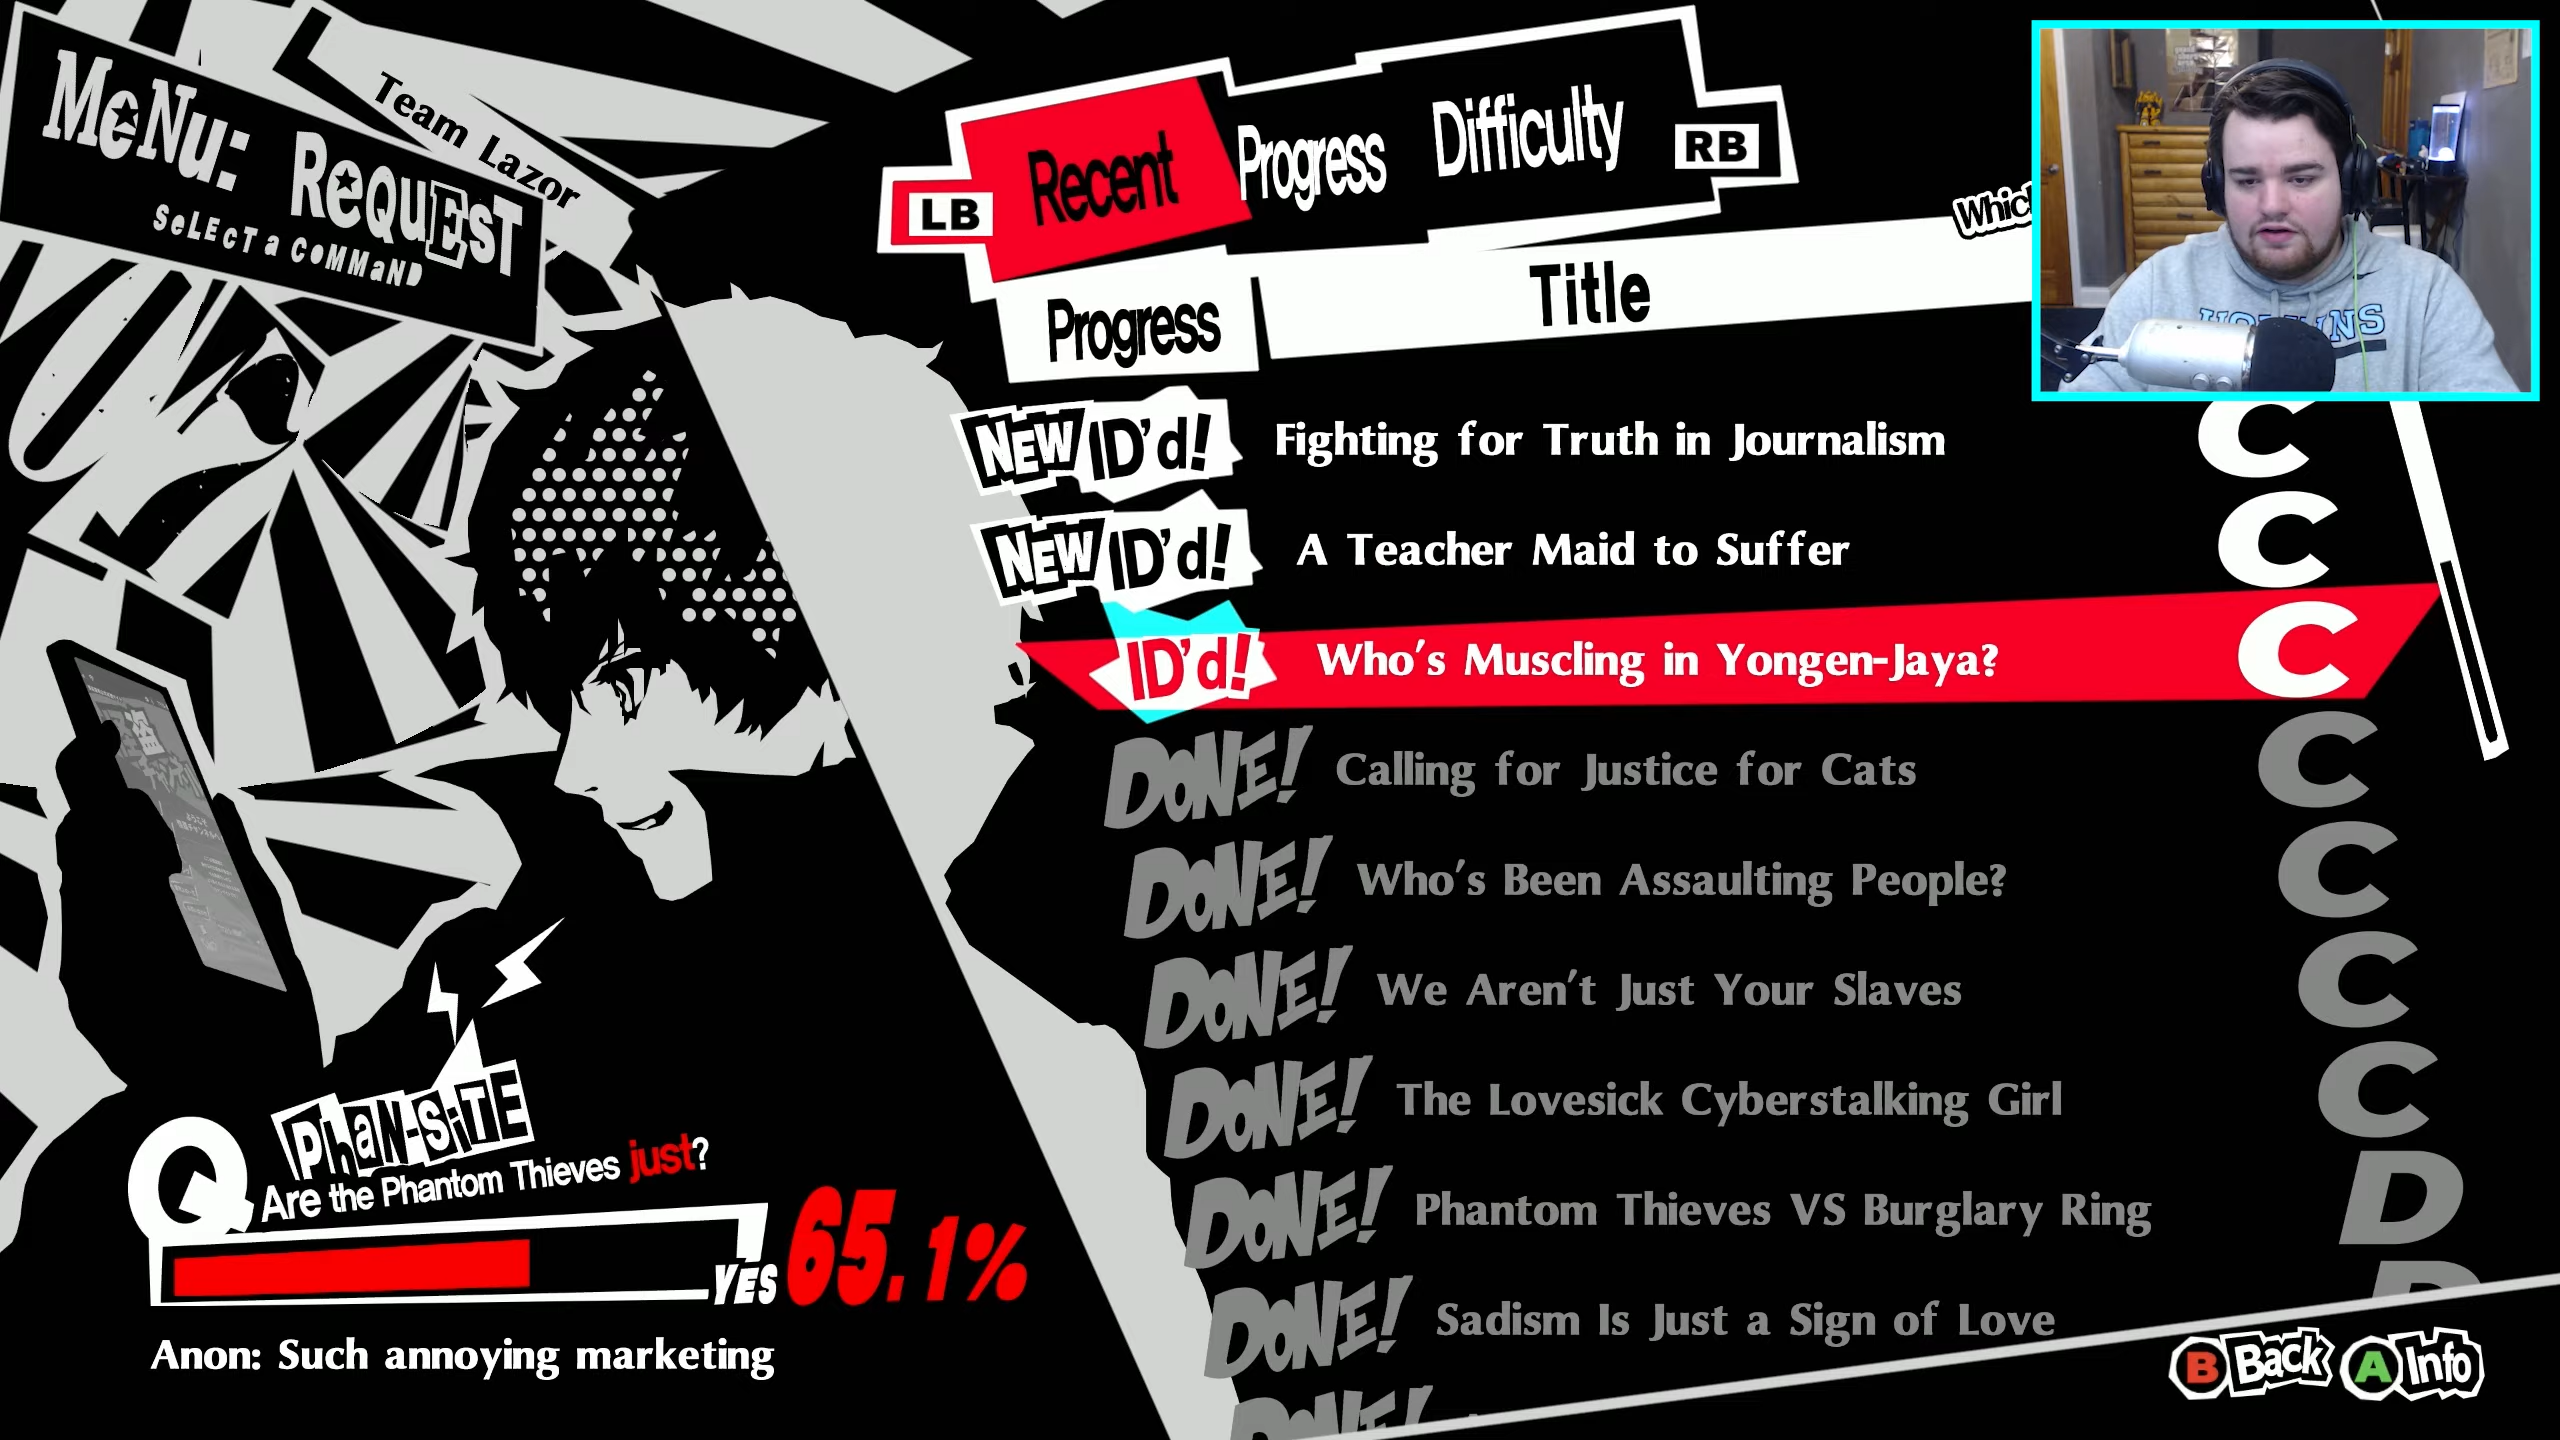 Team Lazor
MeNu: ReQuEsT
SeLEcT a CoMMaND
LB
Recent
Progress
Difficulty
RB
Progress
Title
NEW ID'd! Fighting for Truth in Journalism C
NEW ID'd! A Teacher Maid to Suffer C
ID'd! Who's Muscling in Yongen-Jaya? C
DONE! Calling for Justice for Cats C
DONE! Who's Been Assaulting People? C
DONE! We Aren't Just Your Slaves C
DONE! The Lovesick Cyberstalking Girl C
DONE! Phantom Thieves VS Burglary Ring D
DONE! Sadism Is Just a Sign of Love D
DONE!
PhaN-SiTE
Q Are the Phantom Thieves just?
YES 65.1%
Anon: Such annoying marketing
B Back A Info